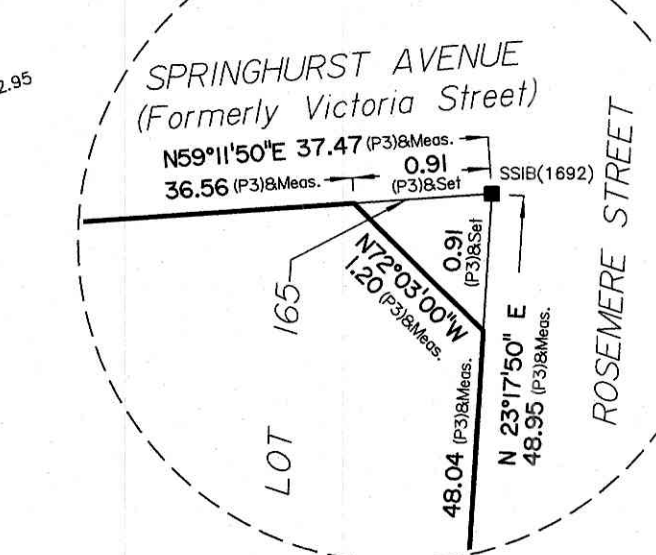 2.95
SPRINGHURST AVENUE
(Formerly Victoria Street)
N59°11'50"E 37.47 (P3)&Meas.
36.56 (P3)&Meas.
0.91
(P3)&Set
SSIB(1692)
0.91
(P3)&Set
N72°03'00"W
1.20 (P3)&Meas.
165
LOT
48.04 (P3)&Meas.
N 23°17'50" E
48.95 (P3)&Meas.
ROSEMERE STREET